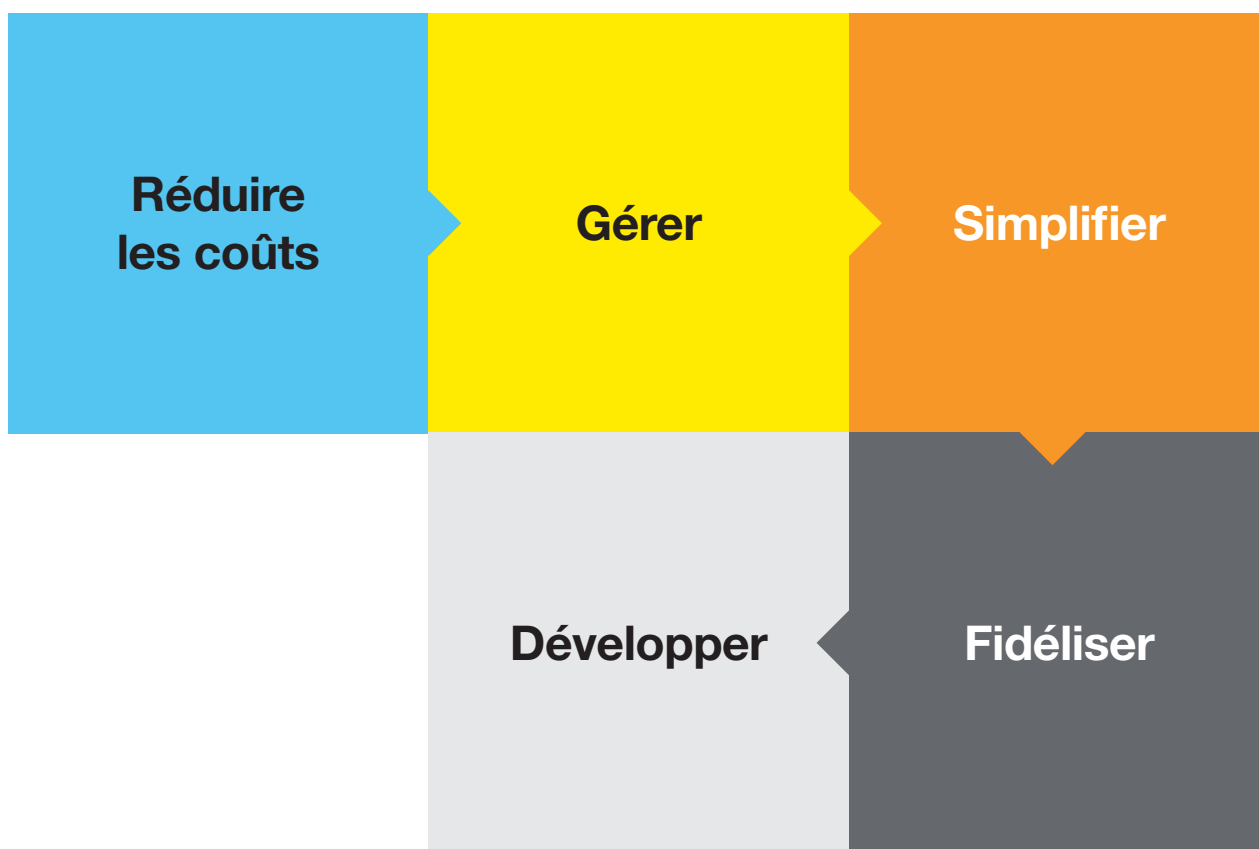 Réduire
les coûts
Gérer
Simplifier
Fidéliser
Développer